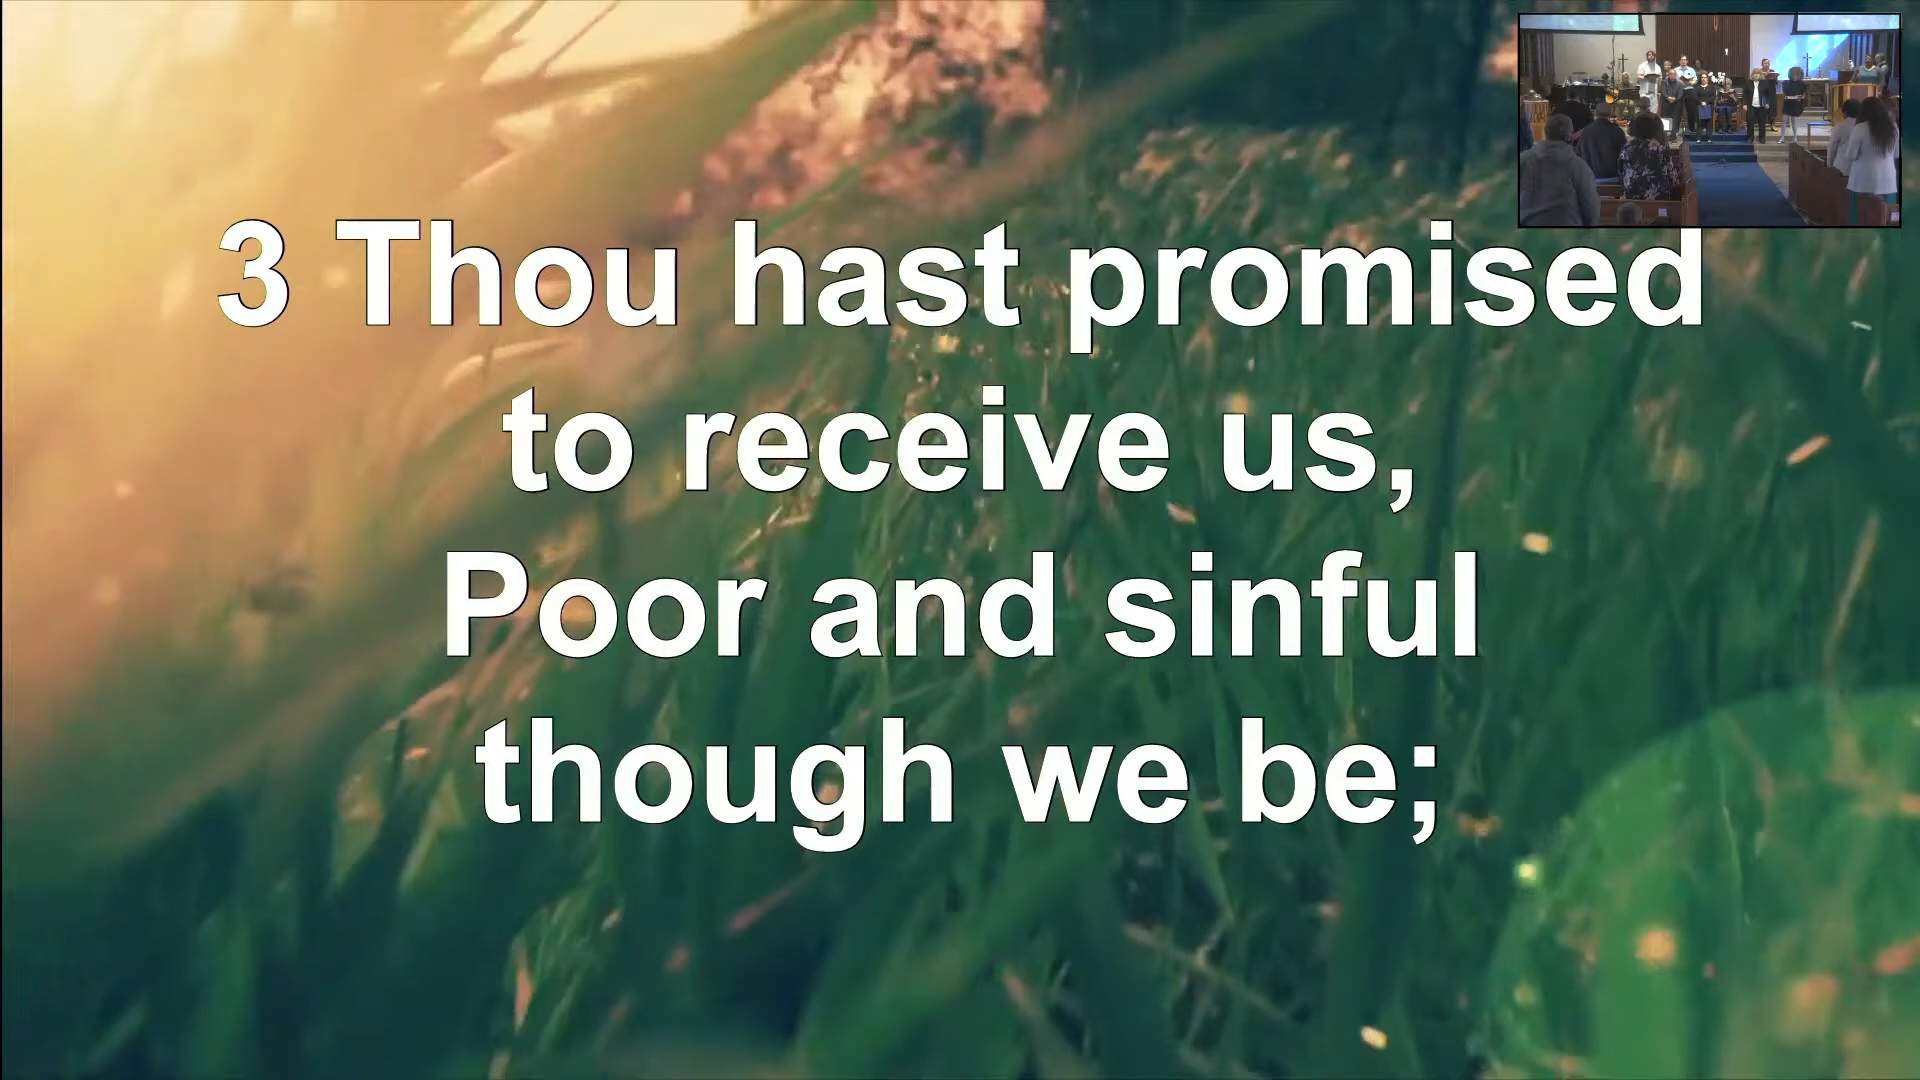 3 Thou hast promised
to receive us,
Poor and sinful
though we be;